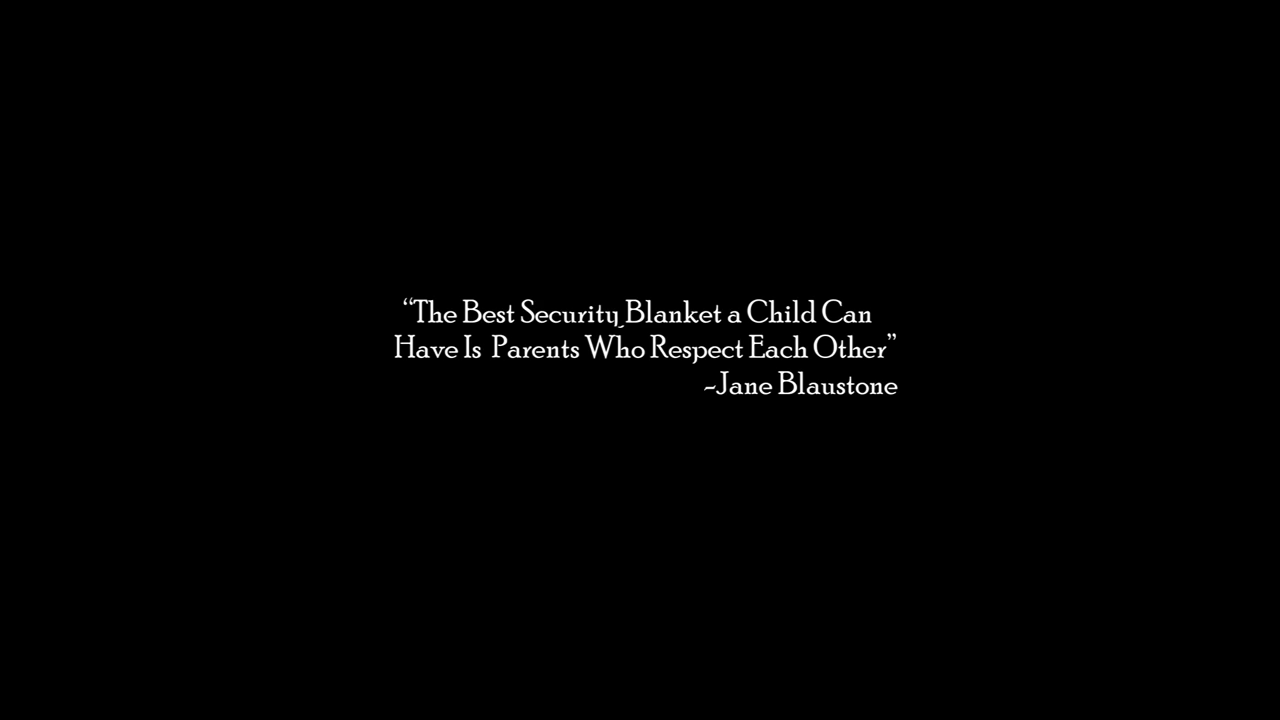 “The Best Security Blanket a Child Can
Have Is Parents Who Respect Each Other”
~Jane Blaustone